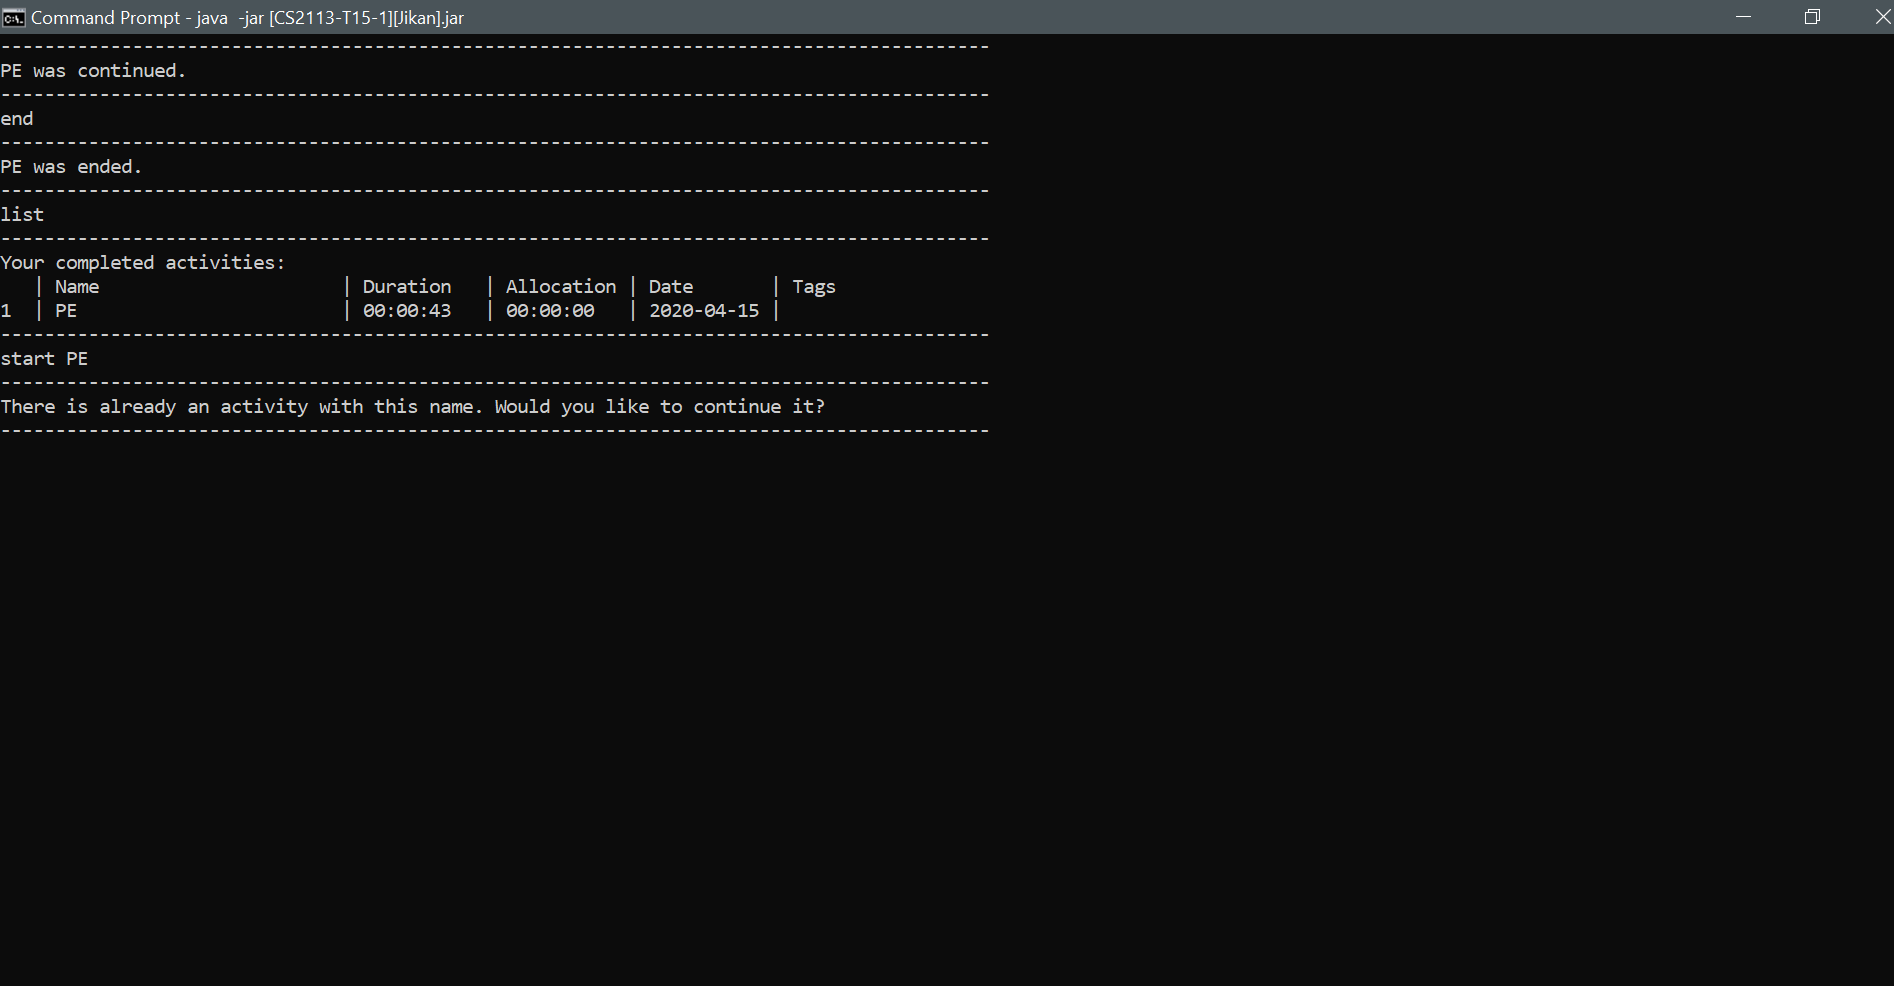 Command Prompt - java  -jar [CS2113-T15-1][Jikan].jar
------------------------------------------------------------------------------------------
PE was continued.
------------------------------------------------------------------------------------------
end
------------------------------------------------------------------------------------------
PE was ended.
------------------------------------------------------------------------------------------
list
------------------------------------------------------------------------------------------
Your completed activities:
   | Name                      | Duration   | Allocation | Date       | Tags
1  | PE                        | 00:00:43   | 00:00:00   | 2020-04-15 |
------------------------------------------------------------------------------------------
start PE
------------------------------------------------------------------------------------------
There is already an activity with this name. Would you like to continue it?
------------------------------------------------------------------------------------------